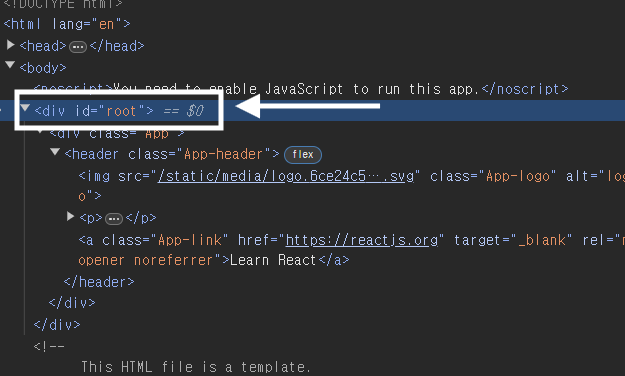 <!DOCTYPE html>
<html lang="en">
<head> ⋯ </head>
<body>
<noscript>You need to enable JavaScript to run this app.</noscript>
<div id="root"> == $0
<div class="App">
<header class="App-header"> flex
<img src="/static/media/logo.6ce24c5⋯.svg" class="App-logo" alt="log
o">
<p> ⋯ </p>
<a class="App-link" href="https://reactjs.org" target="_blank" rel="n
opener noreferrer">Learn React</a>
</header>
</div>
</div>
<!--
This HTML file is a template.